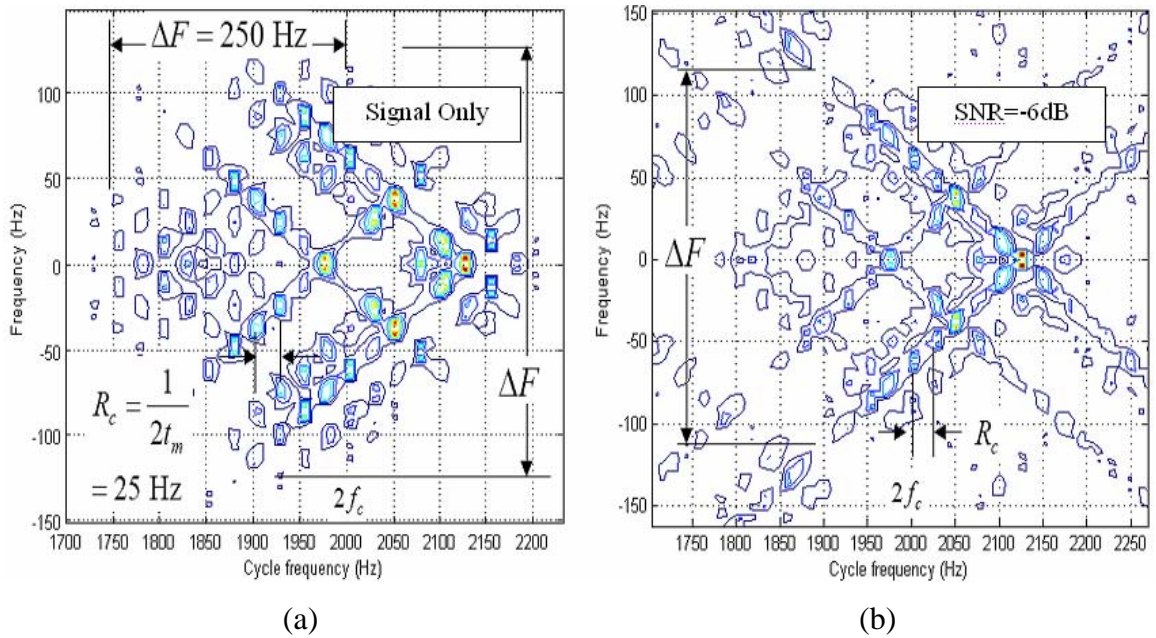 ΔF = 250 Hz
Signal Only
ΔF
R_c = 1 / 2t_m
= 25 Hz
2f_c
100
50
0
-50
-100
-150
Frequency (Hz)
1700 1750 1800 1850 1900 1950 2000 2050 2100 2150 2200
Cycle frequency (Hz)
(a)
SNR=-6dB
ΔF
R_c
2f_c
150
100
50
0
-50
-100
-150
Frequency (Hz)
1750 1800 1850 1900 1950 2000 2050 2100 2150 2200 2250
Cycle frequency (Hz)
(b)